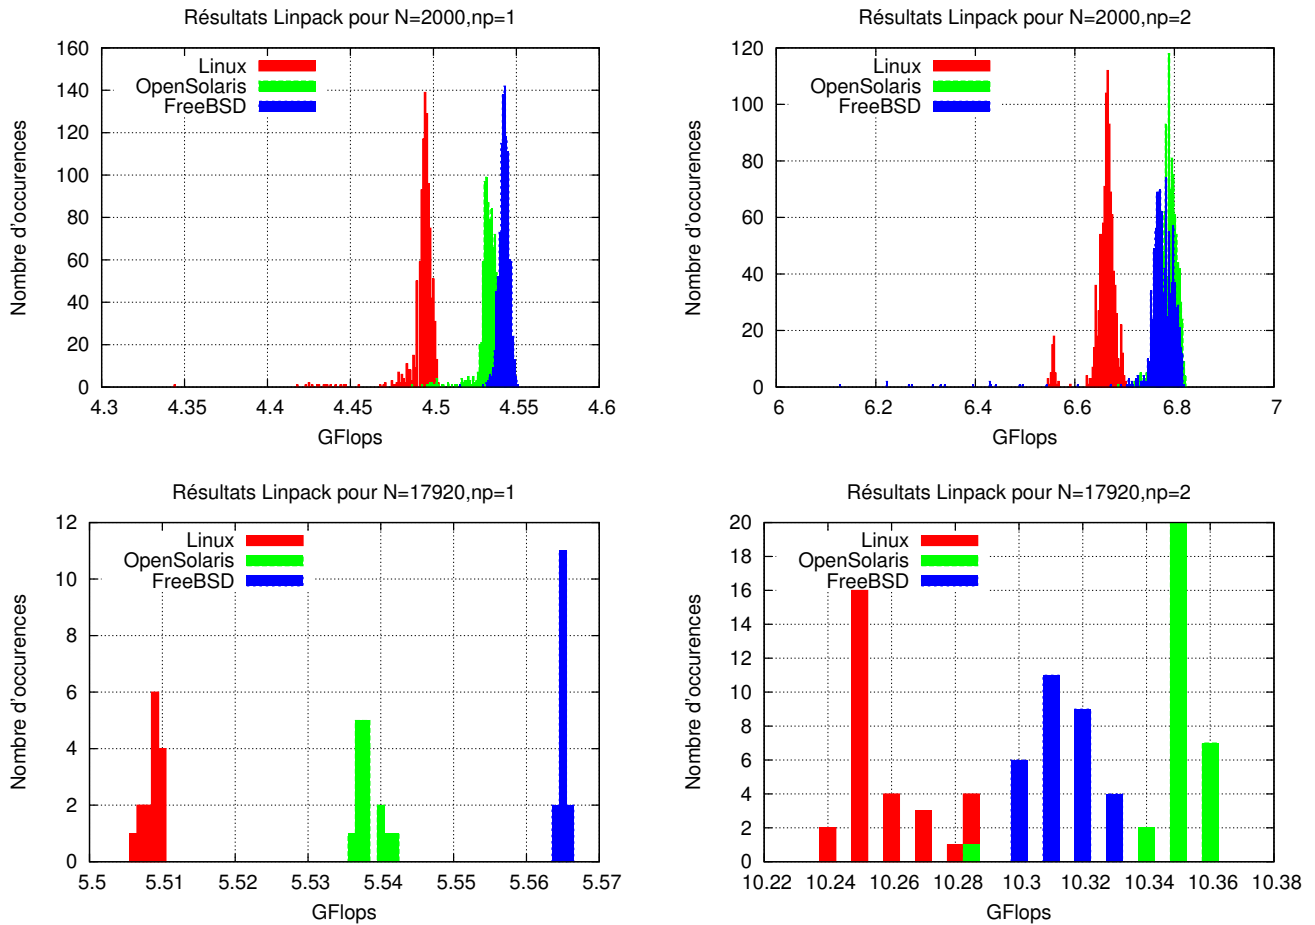 Résultats Linpack pour N=2000,np=1
160
140
120
100
80
60
40
20
0
4.3 4.35 4.4 4.45 4.5 4.55 4.6
GFlops
Nombre d'occurences
Linux
OpenSolaris
FreeBSD
Résultats Linpack pour N=2000,np=2
120
100
80
60
40
20
0
6 6.2 6.4 6.6 6.8 7
GFlops
Nombre d'occurences
Linux
OpenSolaris
FreeBSD
Résultats Linpack pour N=17920,np=1
12
10
8
6
4
2
0
5.5 5.51 5.52 5.53 5.54 5.55 5.56 5.57
GFlops
Nombre d'occurences
Linux
OpenSolaris
FreeBSD
Résultats Linpack pour N=17920,np=2
20
18
16
14
12
10
8
6
4
2
0
10.22 10.24 10.26 10.28 10.3 10.32 10.34 10.36 10.38
GFlops
Nombre d'occurences
Linux
OpenSolaris
FreeBSD